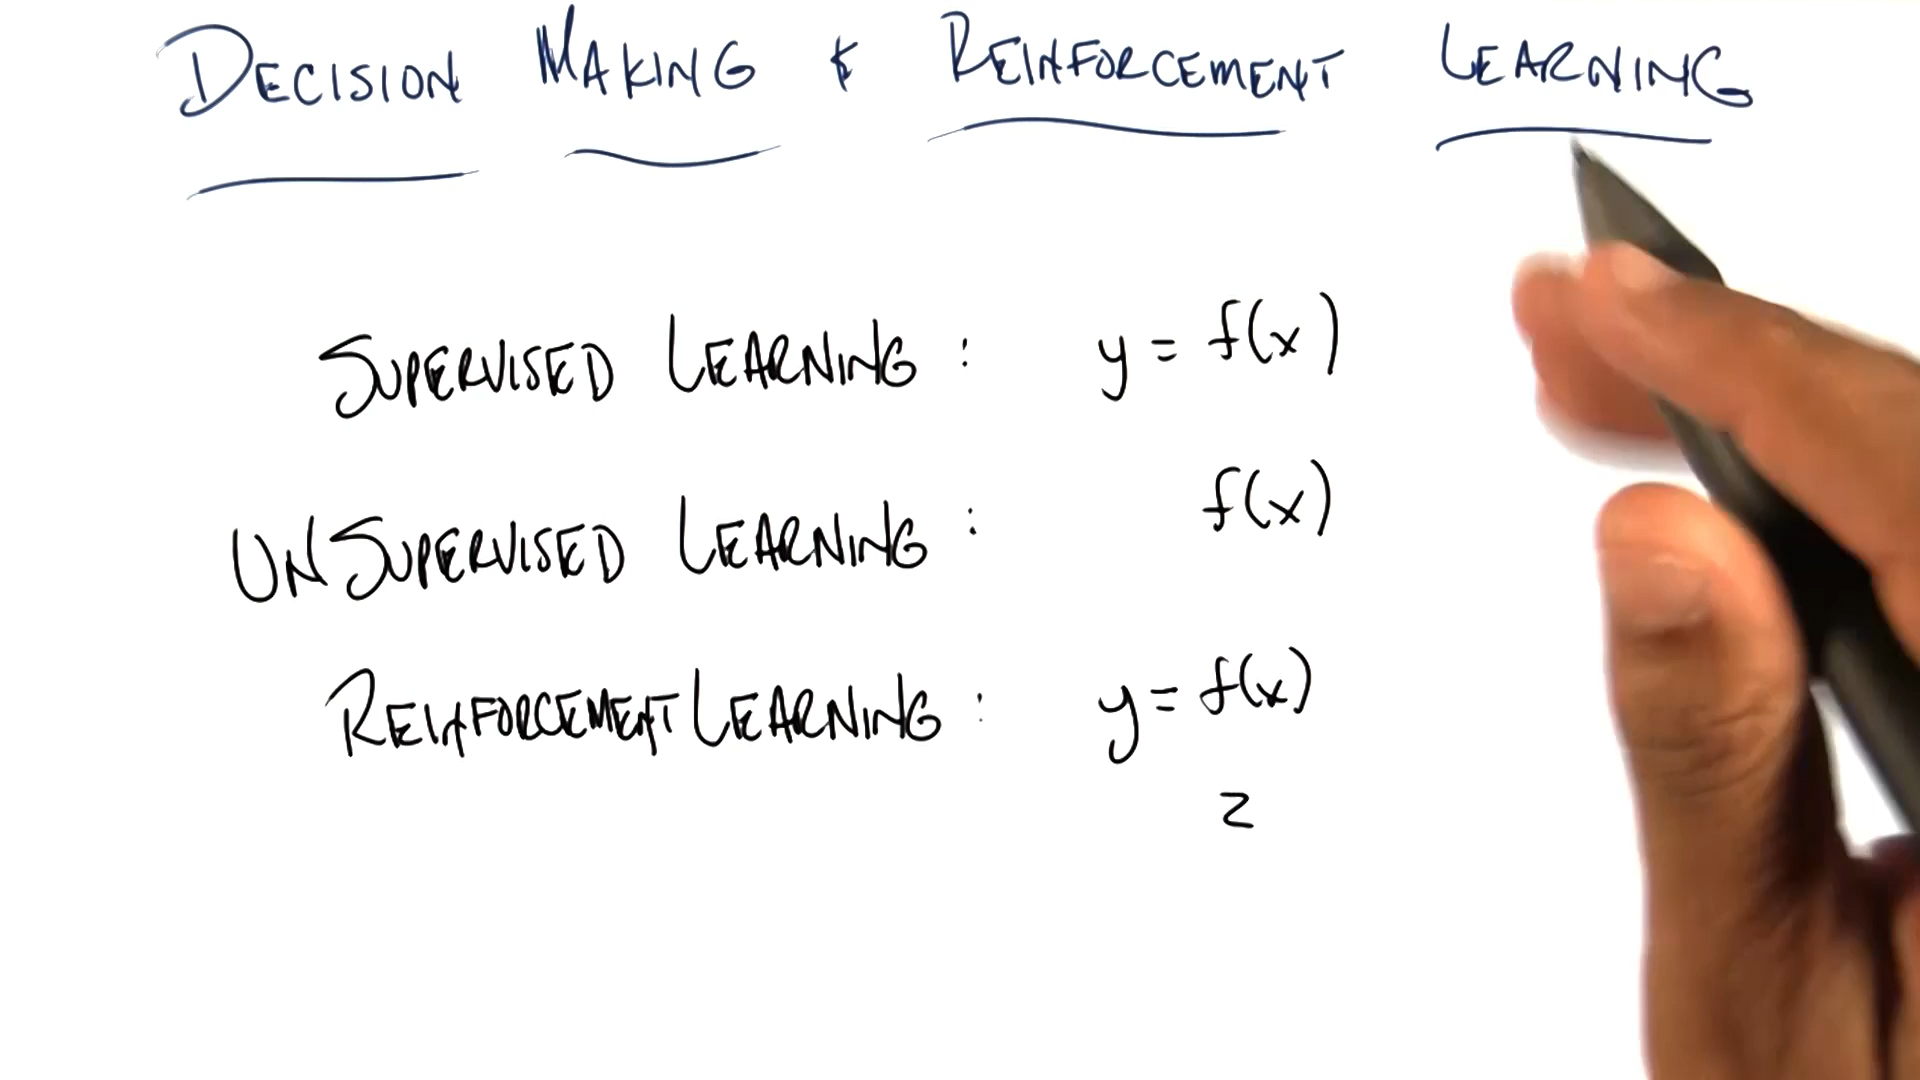 DECISION MAKING & REINFORCEMENT LEARNING
SUPERVISED LEARNING : y = f(x)
UNSUPERVISED LEARNING : f(x)
REINFORCEMENT LEARNING : y = f(x)
z